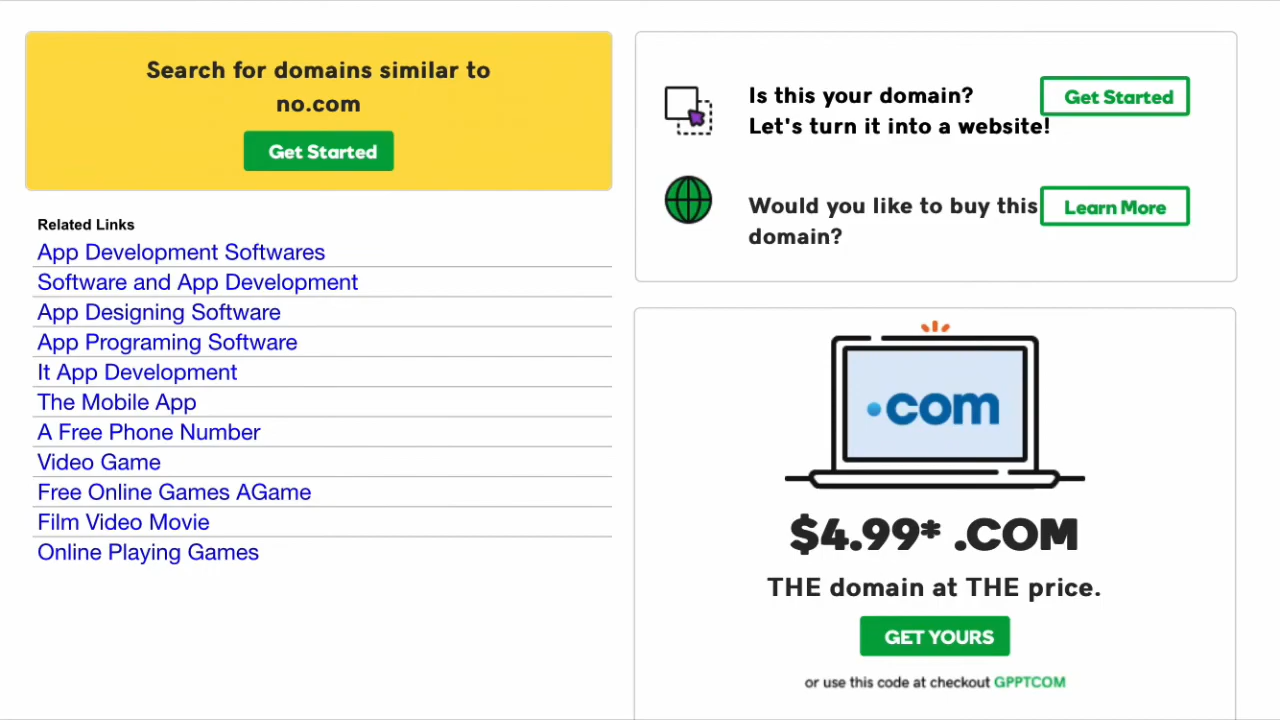 Search for domains similar to
no.com
Get Started
Related Links
App Development Softwares
Software and App Development
App Designing Software
App Programing Software
It App Development
The Mobile App
A Free Phone Number
Video Game
Free Online Games AGame
Film Video Movie
Online Playing Games
Is this your domain?
Let's turn it into a website!
Get Started
Would you like to buy this
domain?
Learn More
.com
$4.99* .COM
THE domain at THE price.
GET YOURS
or use this code at checkout GPPTCOM